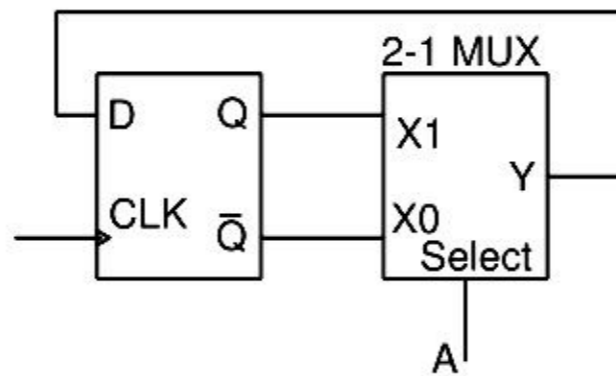 2-1 MUX
D Q
X1
Y
CLK Q̅
X0
Select
A